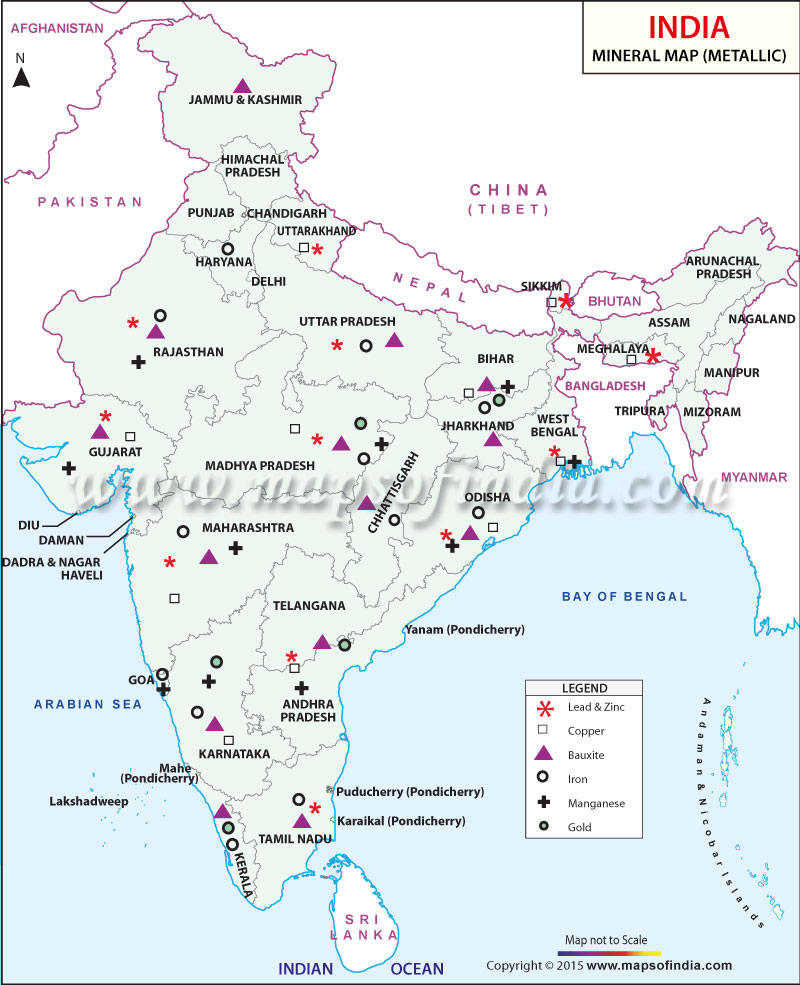 AFGHANISTAN
INDIA
MINERAL MAP (METALLIC)
N
JAMMU & KASHMIR
HIMACHAL
PRADESH
CHINA
(TIBET)
PAKISTAN
PUNJAB
CHANDIGARH
UTTARAKHAND
HARYANA
DELHI
NEPAL
SIKKIM
BHUTAN
ARUNACHAL
PRADESH
ASSAM
NAGALAND
UTTAR PRADESH
RAJASTHAN
BIHAR
MEGHALAYA
MANIPUR
BANGLADESH
TRIPURA
MIZORAM
JHARKHAND
WEST
BENGAL
GUJARAT
MADHYA PRADESH
CHHATTISGARH
MYANMAR
www.mapsofindia.com
ODISHA
DIU
DAMAN
DADRA & NAGAR
HAVELI
MAHARASHTRA
TELANGANA
BAY OF BENGAL
Yanam (Pondicherry)
GOA
ARABIAN SEA
ANDHRA
PRADESH
KARNATAKA
Mahe
(Pondicherry)
Lakshadweep
Puducherry (Pondicherry)
Karaikal (Pondicherry)
TAMIL NADU
KERALA
LEGEND
Lead & Zinc
Copper
Bauxite
Iron
Manganese
Gold
Andaman & Nicobar Islands
SRI
LANKA
INDIAN OCEAN
Map not to Scale
Copyright © 2015 www.mapsofindia.com